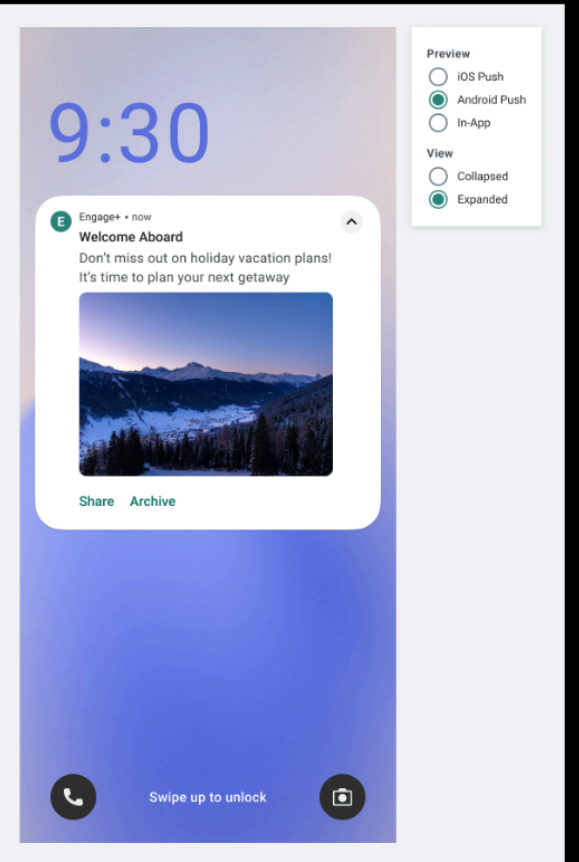 9:30
E
Engage+ • now
Welcome Aboard
Don't miss out on holiday vacation plans!
It's time to plan your next getaway
Share Archive
Swipe up to unlock
Preview
iOS Push
Android Push
In-App
View
Collapsed
Expanded